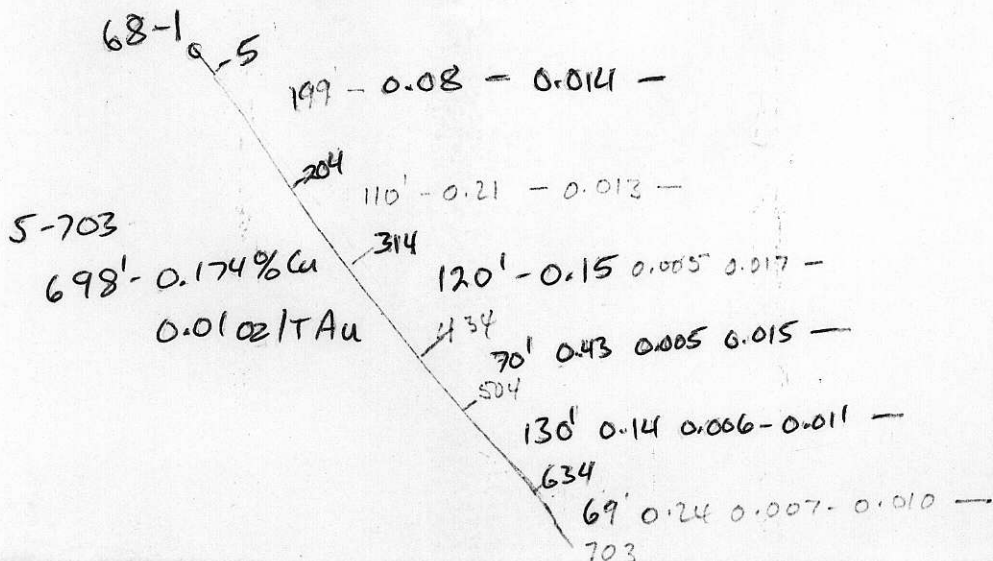 68-1
5
199' - 0.08 - 0.014 -
204
110' - 0.21 - 0.013 -
314
5-703
698' - 0.174% Cu
0.01 oz/T Au
120' - 0.15 0.005 0.017 -
434
70' 0.43 0.005 0.015 -
504
130' 0.14 0.006 - 0.011 -
634
69' 0.24 0.007 - 0.010 -
703